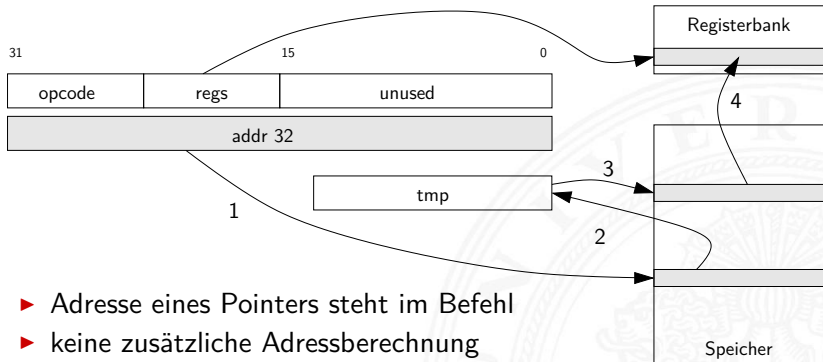 Registerbank
31 15 0
opcode regs unused
4
addr 32
3
tmp
1
2
► Adresse eines Pointers steht im Befehl
► keine zusätzliche Adressberechnung
Speicher